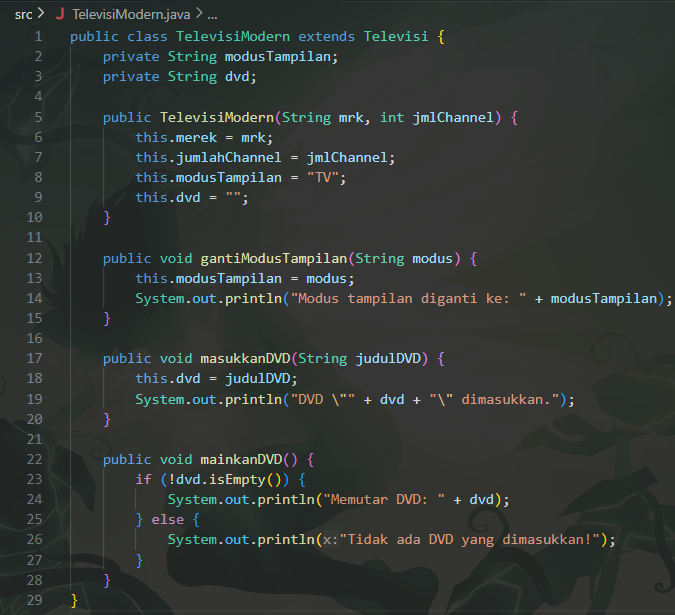 src > J TelevisiModern.java > ...
1 public class TelevisiModern extends Televisi {
2     private String modusTampilan;
3     private String dvd;
4
5     public TelevisiModern(String mrk, int jmlChannel) {
6         this.merek = mrk;
7         this.jumlahChannel = jmlChannel;
8         this.modusTampilan = "TV";
9         this.dvd = "";
10     }
11
12     public void gantiModusTampilan(String modus) {
13         this.modusTampilan = modus;
14         System.out.println("Modus tampilan diganti ke: " + modusTampilan);
15     }
16
17     public void masukkanDVD(String judulDVD) {
18         this.dvd = judulDVD;
19         System.out.println("DVD \"" + dvd + "\" dimasukkan.");
20     }
21
22     public void mainkanDVD() {
23         if (!dvd.isEmpty()) {
24             System.out.println("Memutar DVD: " + dvd);
25         } else {
26             System.out.println(x:"Tidak ada DVD yang dimasukkan!");
27         }
28     }
29 }